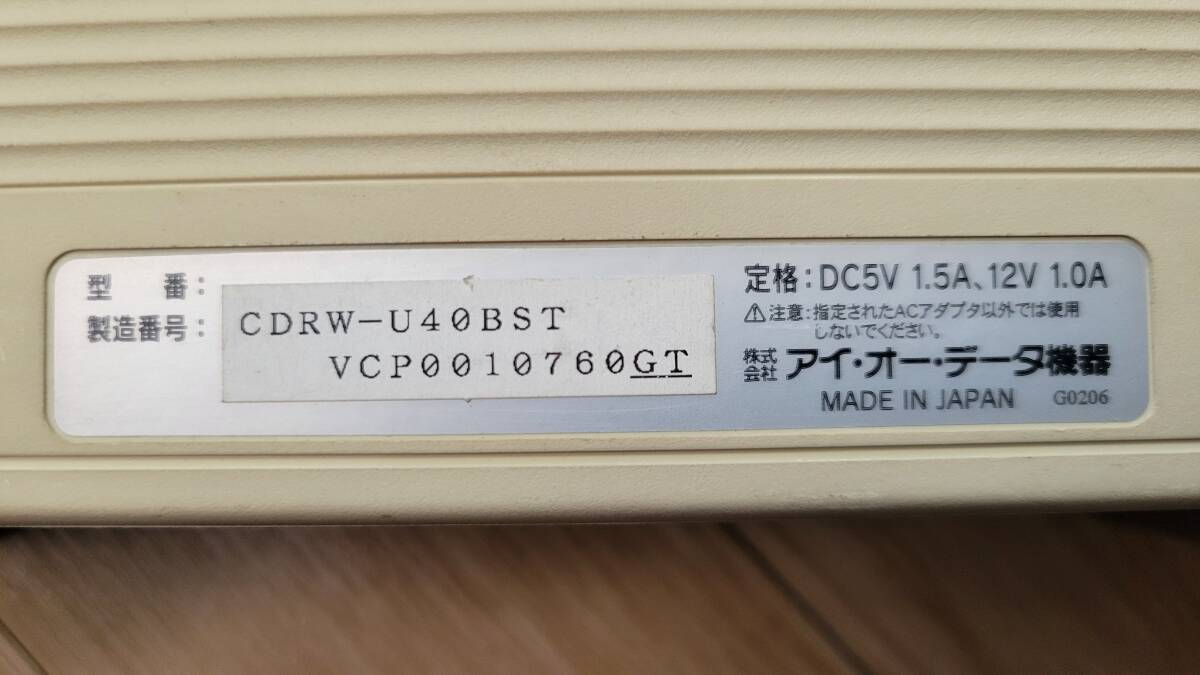 型 番:
製造番号:
CDRW-U40BST
VCP0010760GT
定格:DC5V 1.5A、12V 1.0A
⚠注意:指定されたACアダプタ以外では使用
しないでください。
株式会社 アイ・オー・データ機器
MADE IN JAPAN G0206